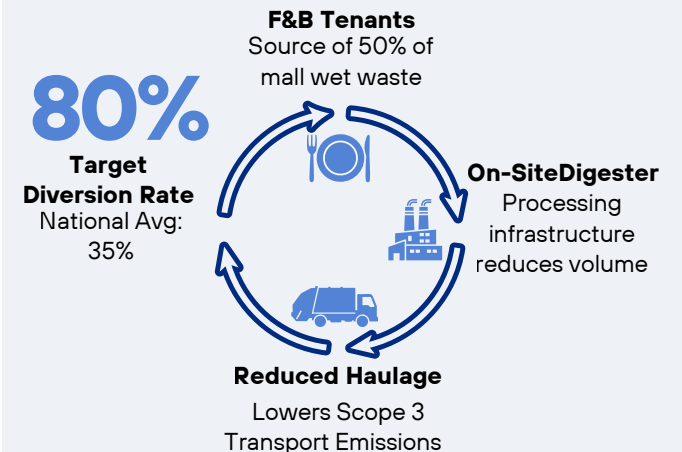 F&B Tenants
Source of 50% of
mall wet waste
80%
Target
Diversion Rate
National Avg:
35%
On-SiteDigester
Processing
infrastructure
reduces volume
Reduced Haulage
Lowers Scope 3
Transport Emissions